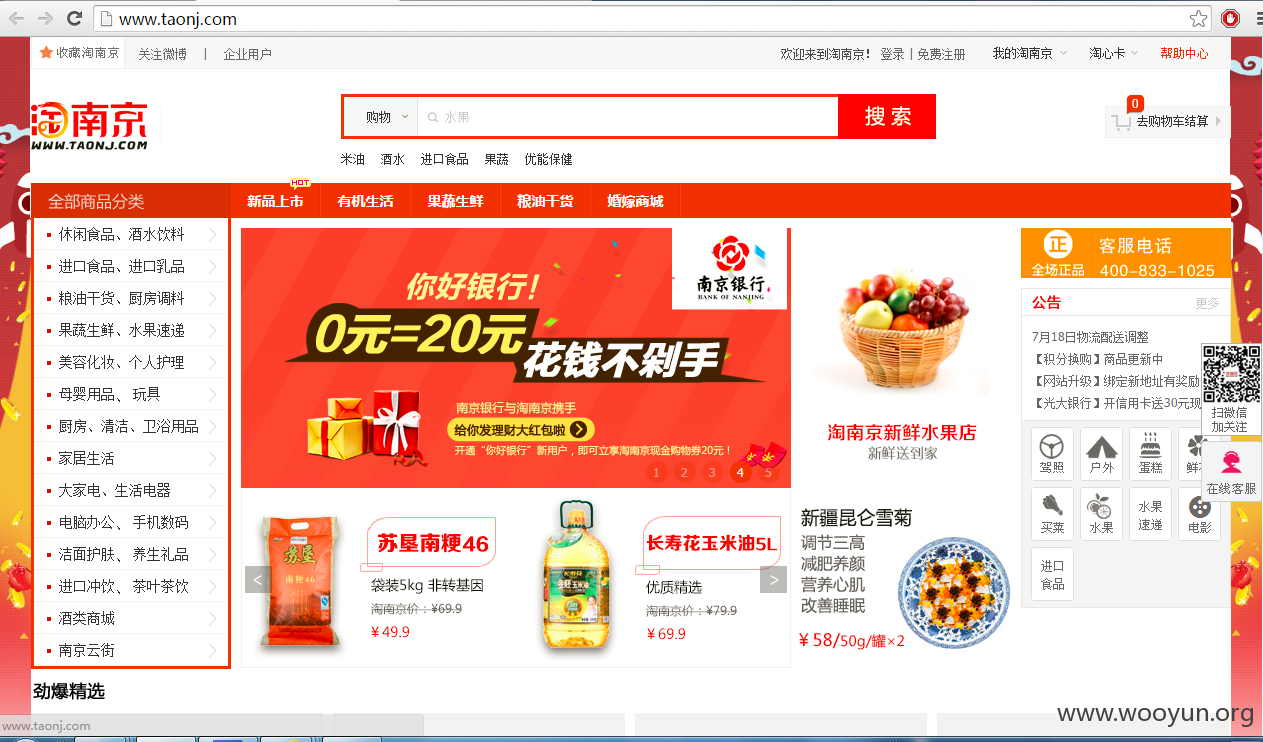 www.taonj.com
收藏淘南京 关注微博 | 企业用户 欢迎来到淘南京！ 登录 | 免费注册 我的淘南京 淘心卡 帮助中心
淘南京
WWW.TAONJ.COM
购物 水果 搜 索
0
去购物车结算
米油 酒水 进口食品 果蔬 优能保健
HOT
全部商品分类 新品上市 有机生活 果蔬生鲜 粮油干货 婚嫁商城
休闲食品、酒水饮料
进口食品、进口乳品
粮油干货、厨房调料
果蔬生鲜、水果速递
美容化妆、个人护理
母婴用品、 玩具
厨房、清洁、卫浴用品
家居生活
大家电、生活电器
电脑办公、 手机数码
洁面护肤、 养生礼品
进口冲饮、 茶叶茶饮
酒类商城
南京云街
你好银行！
0元=20元
花钱不剁手
南京银行
BANK OF NANJING
南京银行与淘南京携手
给你发理财大红包啦
开通“你好银行”新用户，即可立享淘南京现金购物券20元！
1 2 3 4 5
淘南京新鲜水果店
新鲜送到家
正
全场正品
客服电话
400-833-1025
公告 更多
7月18日物流配送调整
【积分换购】商品更新中
【网站升级】绑定新地址有奖励
【光大银行】开信用卡送30元现
扫微信
加关注
在线客服
驾照 户外 蛋糕
买菜 水果 水果
速递 电影
进口
食品
苏垦
南粳46
苏垦南粳46
袋装5kg 非转基因
淘南京价：¥69.9
¥ 49.9
<
长寿花玉米油5L
优质精选
淘南京价：¥79.9
¥ 69.9
>
新疆昆仑雪菊
调节三高
减肥养颜
营养心肌
改善睡眠
¥ 58/50g/罐×2
劲爆精选
www.taonj.com
www.wooyun.org